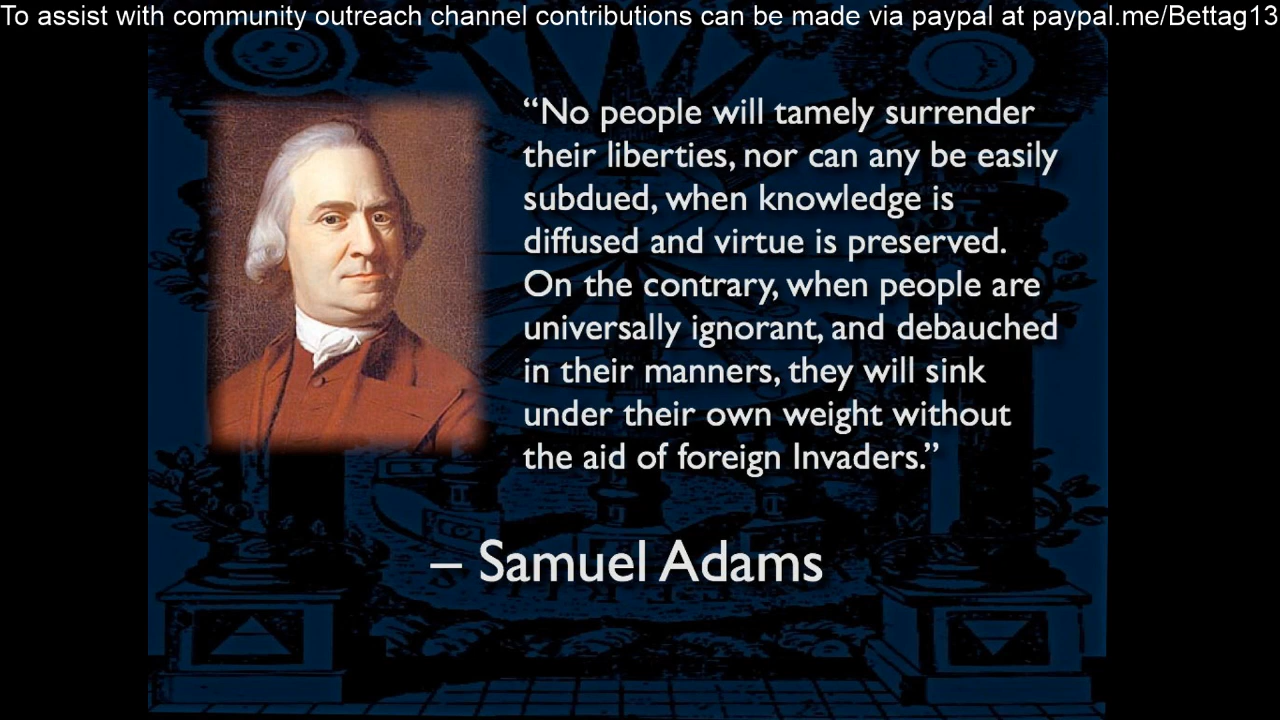 To assist with community outreach channel contributions can be made via paypal at paypal.me/Bettag13
“No people will tamely surrender
their liberties, nor can any be easily
subdued, when knowledge is
diffused and virtue is preserved.
On the contrary, when people are
universally ignorant, and debauched
in their manners, they will sink
under their own weight without
the aid of foreign Invaders.”
– Samuel Adams